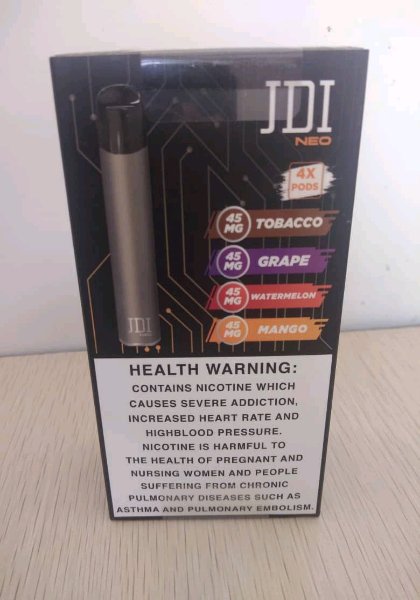 JDI
NEO
4X
PODS
45 MG TOBACCO
45 MG GRAPE
45 MG WATERMELON
45 MG MANGO
JDI
HEALTH WARNING:
CONTAINS NICOTINE WHICH
CAUSES SEVERE ADDICTION,
INCREASED HEART RATE AND
HIGHBLOOD PRESSURE.
NICOTINE IS HARMFUL TO
THE HEALTH OF PREGNANT AND
NURSING WOMEN AND PEOPLE
SUFFERING FROM CHRONIC
PULMONARY DISEASES SUCH AS
ASTHMA AND PULMONARY EMBOLISM.